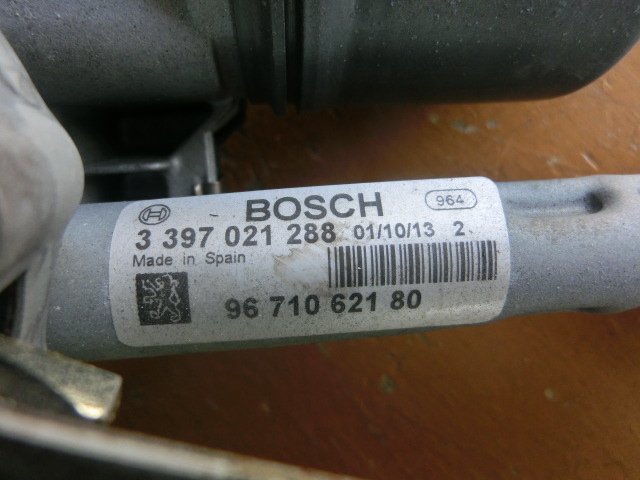 BOSCH 964
3 397 021 288 01/10/13 2
Made in Spain
96 710 621 80